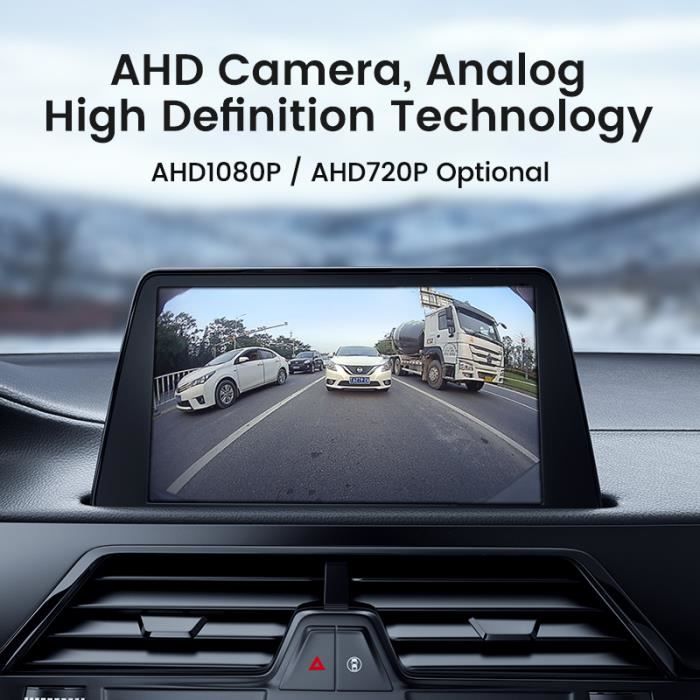 AHD Camera, Analog
High Definition Technology
AHD1080P / AHD720P Optional